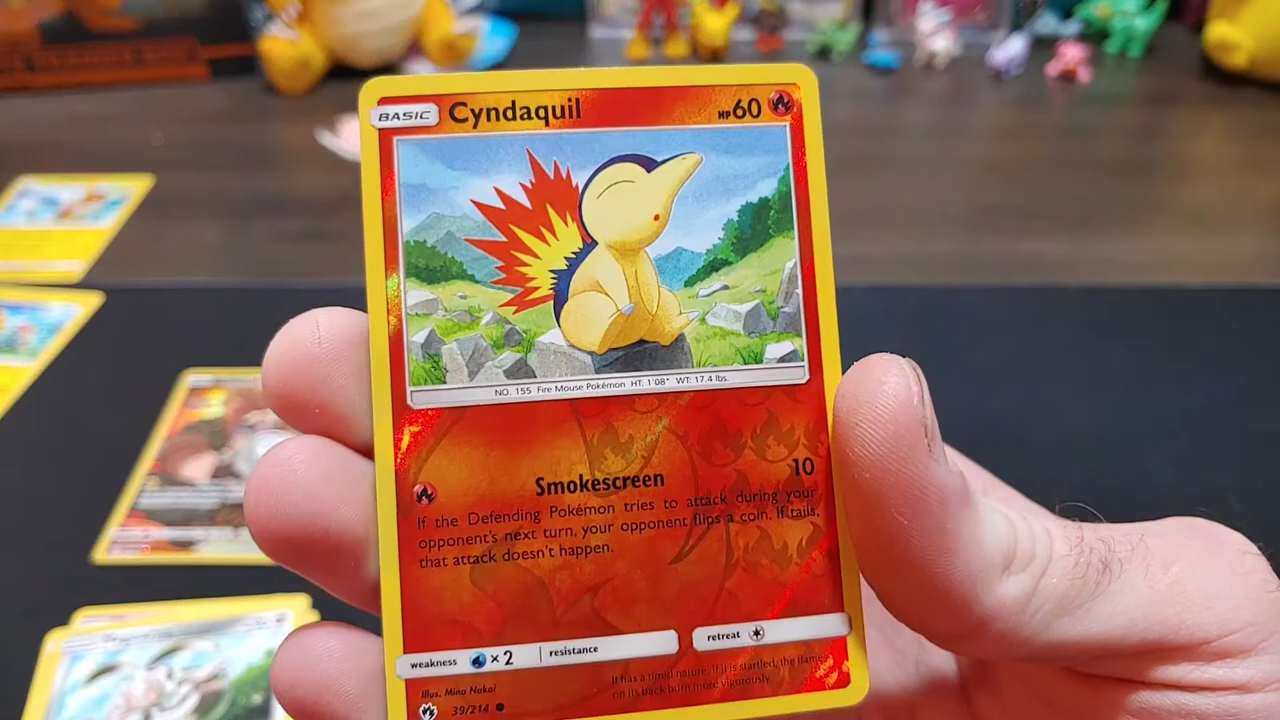 BASIC Cyndaquil HP60
NO. 155 Fire Mouse Pokémon HT: 1'08" WT: 17.4 lbs.
Smokescreen 10
If the Defending Pokémon tries to attack during your
opponent's next turn, your opponent flips a coin. If tails,
that attack doesn't happen.
weakness ×2 resistance retreat
It has a timid nature. If it is startled, the flames
on its back burn more vigorously.
Illus. Mina Nakai
39/214